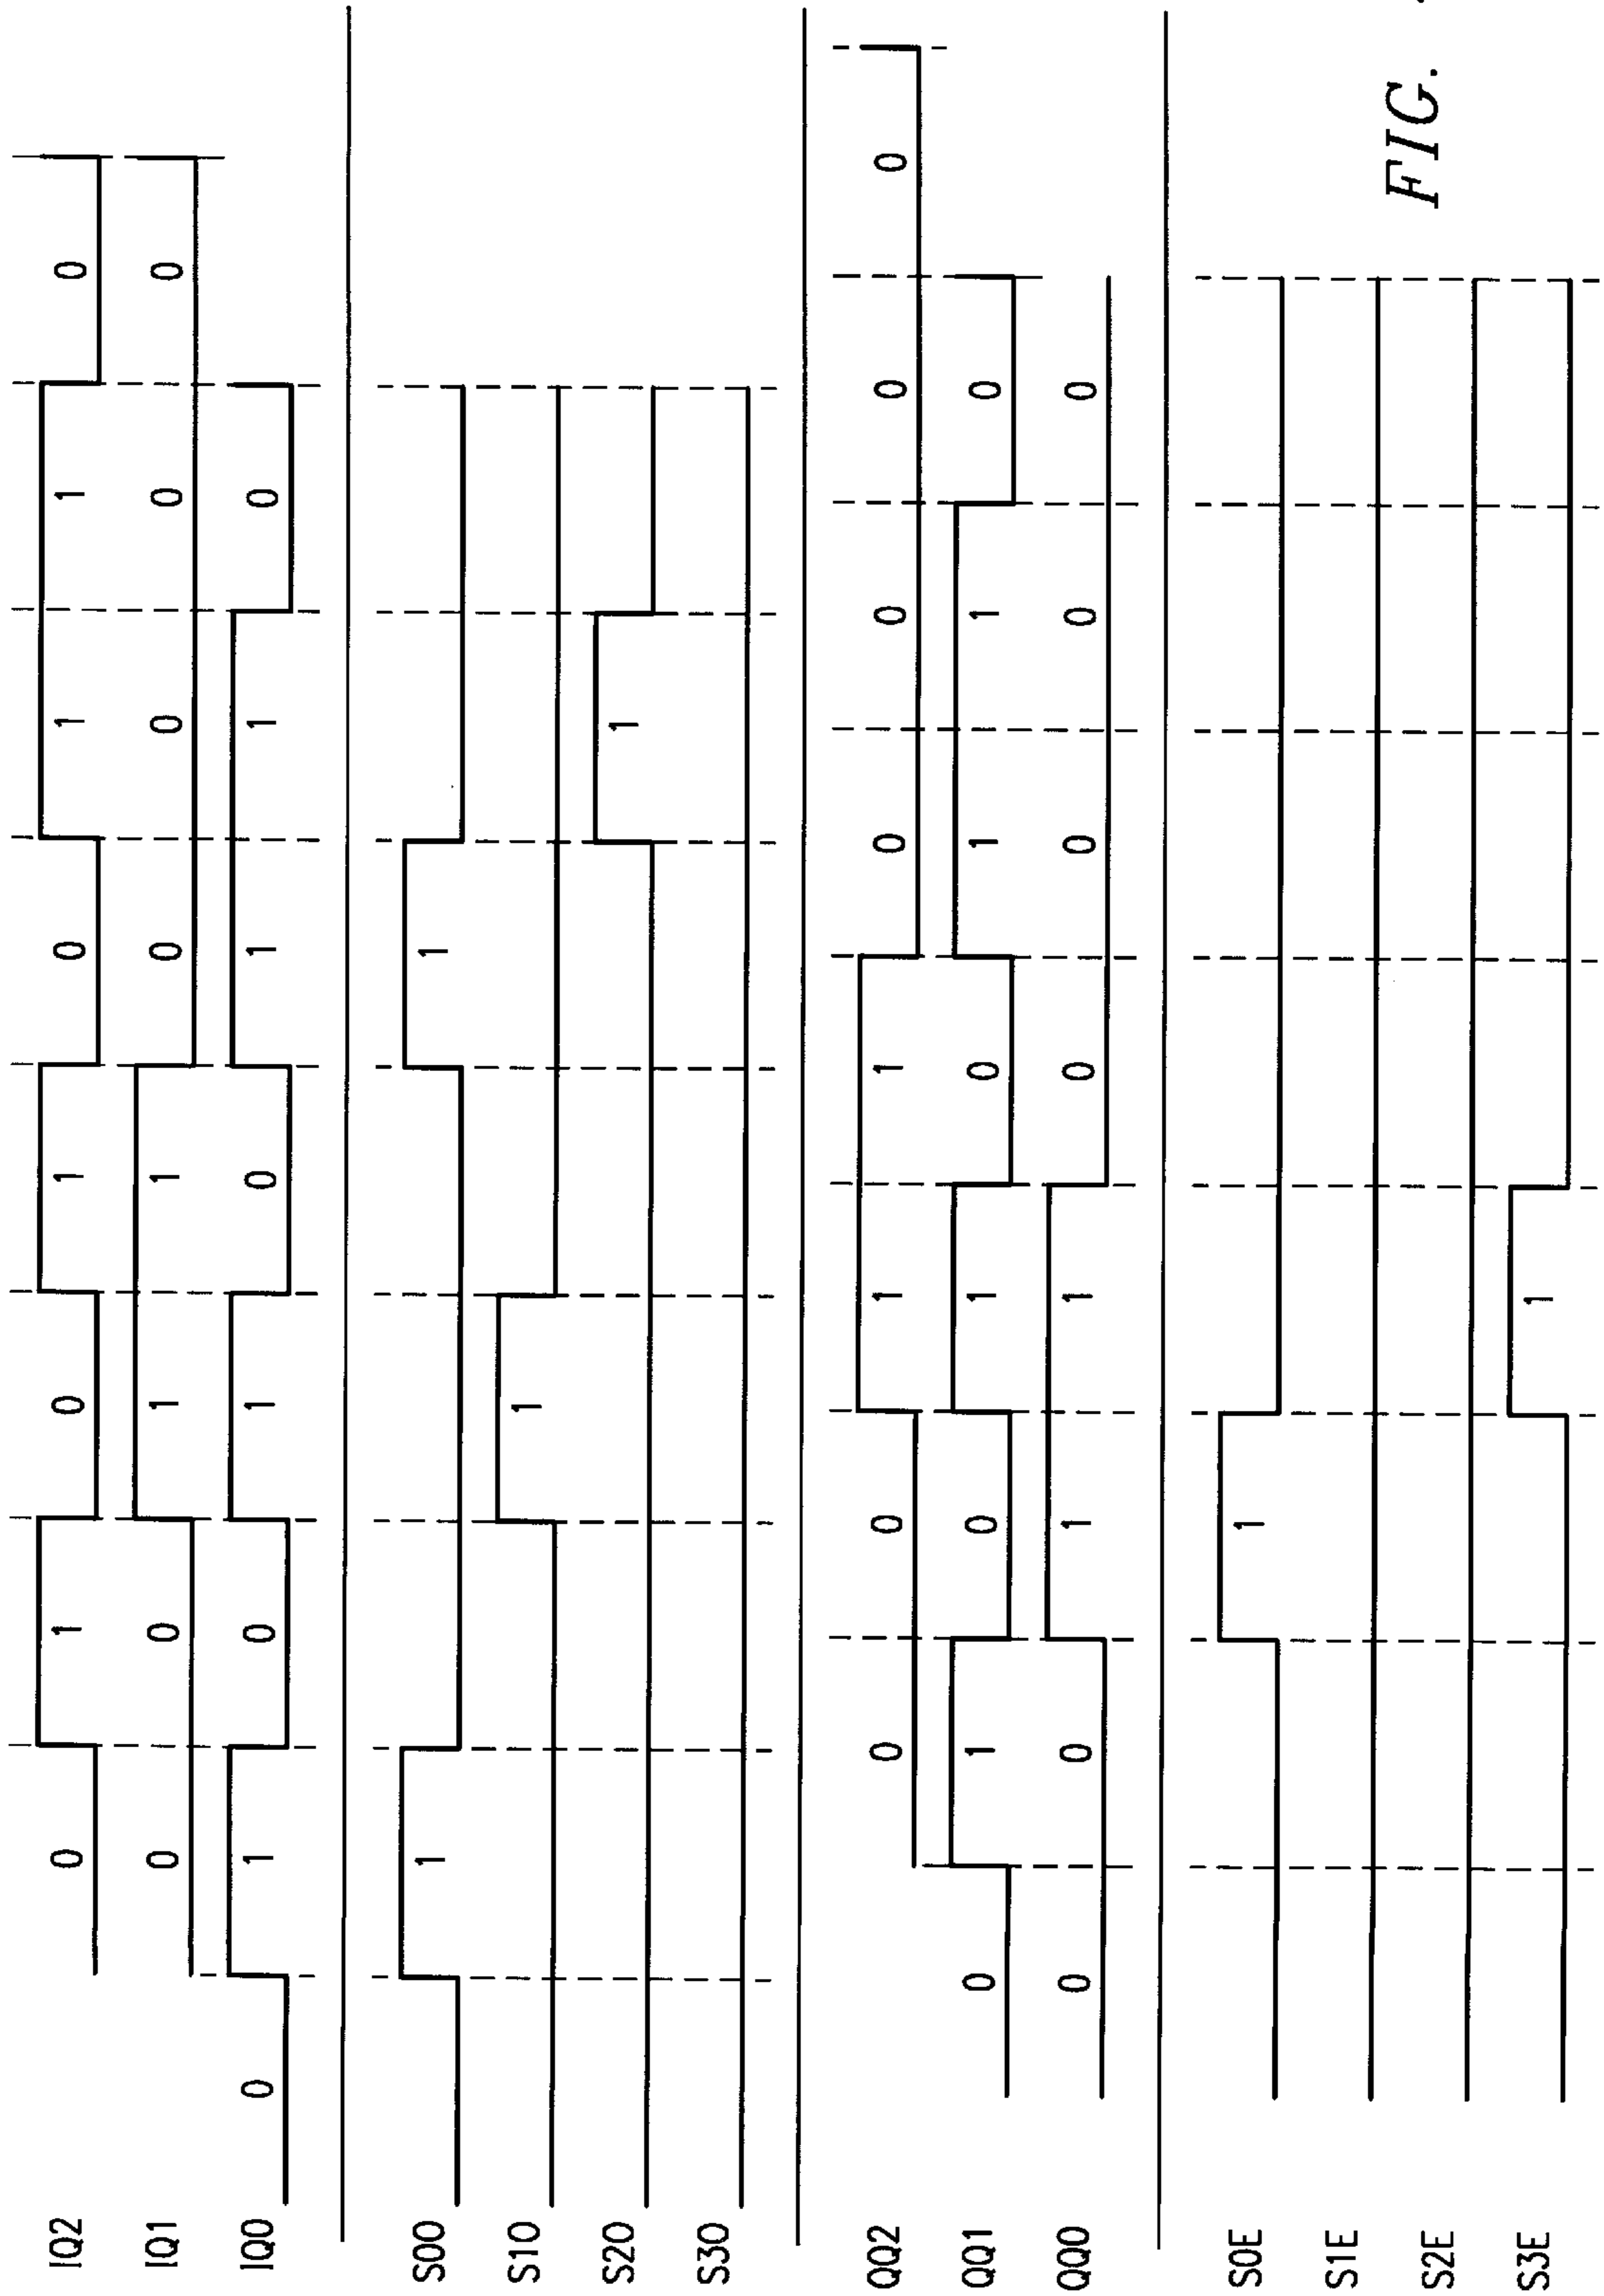 IQ2 0 1 0 1 0 1 1 0
IQ1 0 0 1 1 0 0 0 0
IQ0 0 1 0 1 0 1 1 0
S00 1 1
S10 1
S20 1
S30
QQ2 0 0 1 1 0 0 0 0
QQ1 0 1 0 1 0 1 1 0
QQ0 0 0 1 1 0 0 0 0
S0E 1
S1E
S2E
S3E 1
FIG.